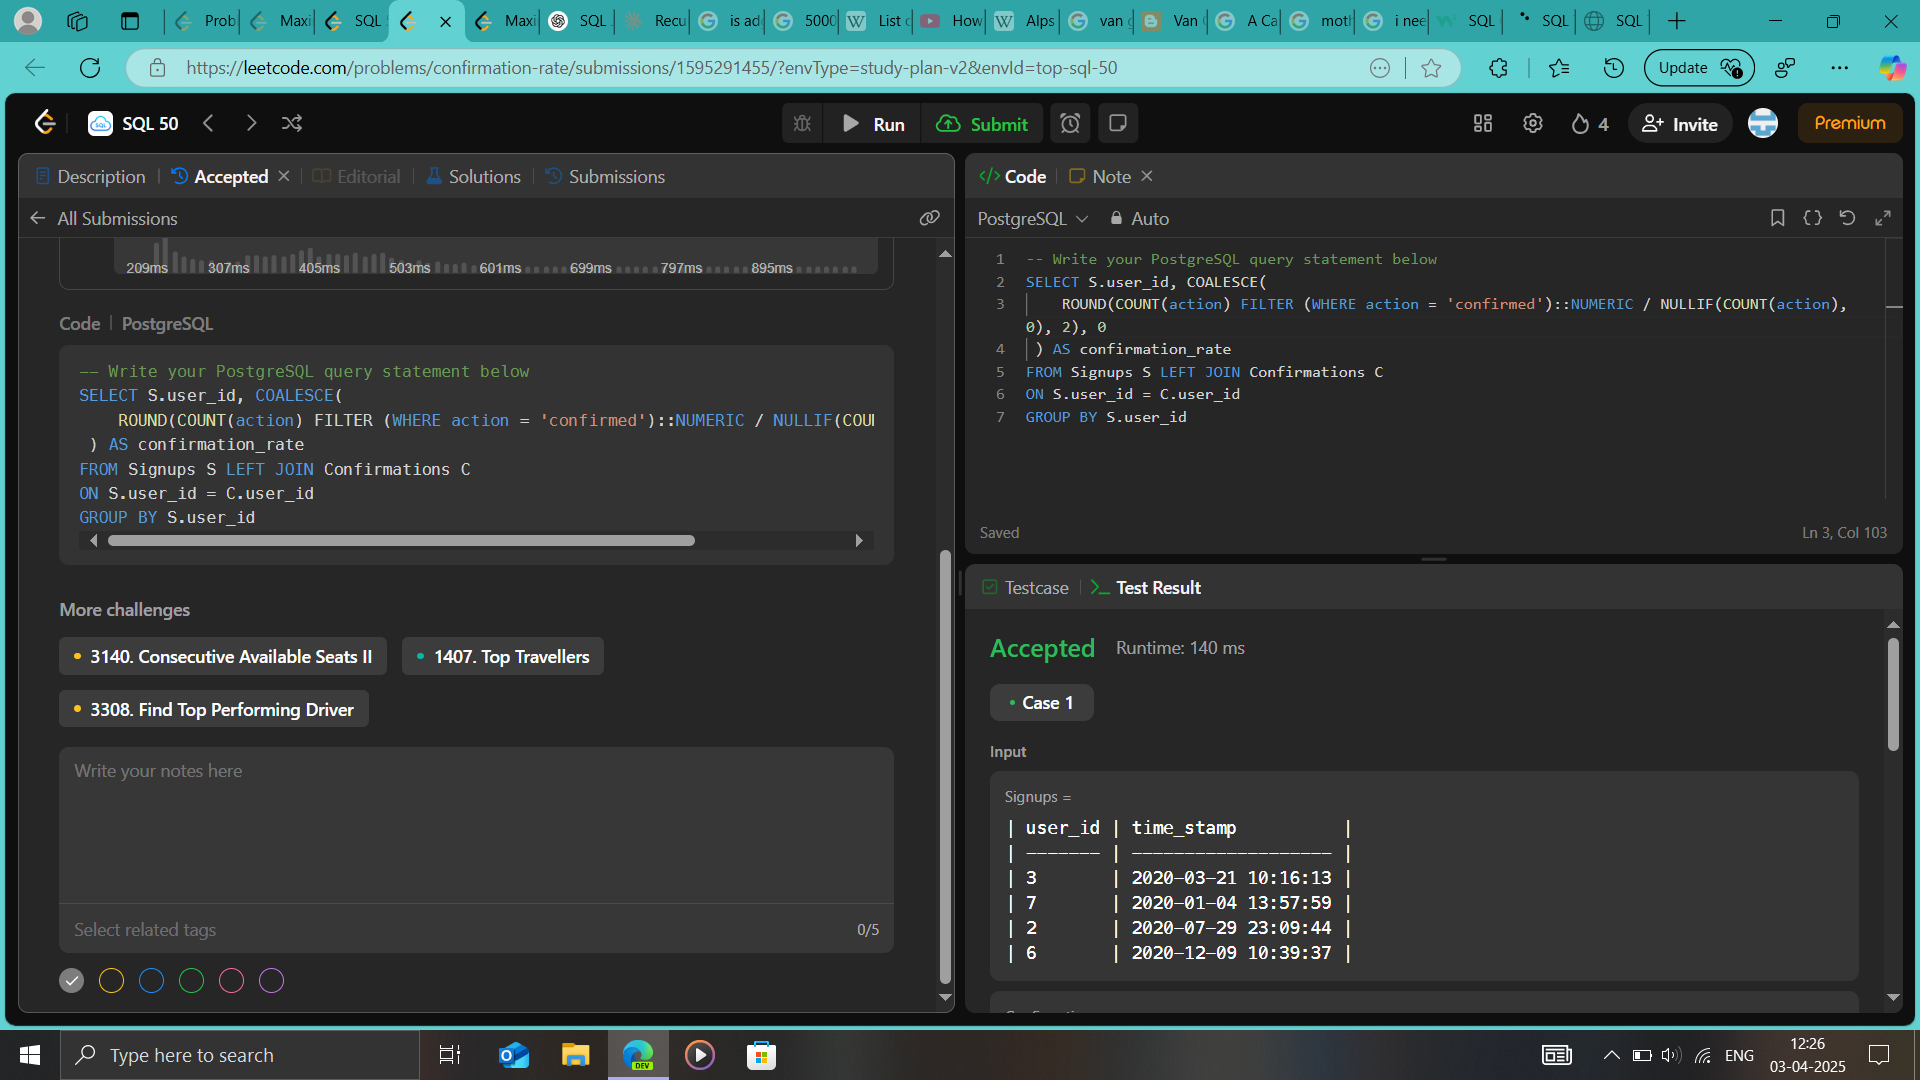 Prob
Maxi
SQL
Maxi
SQL
Recu
is ad
5000
List o
How
Alps
van g
Van
A Ca
moth
i nee
SQL
SQL
SQL
https://leetcode.com/problems/confirmation-rate/submissions/1595291455/?envType=study-plan-v2&envId=top-sql-50
Update
SQL 50
Run
Submit
4
Invite
Premium
Description
Accepted
Editorial
Solutions
Submissions
All Submissions
209ms 307ms 405ms 503ms 601ms 699ms 797ms 895ms
Code | PostgreSQL
-- Write your PostgreSQL query statement below
SELECT S.user_id, COALESCE(
ROUND(COUNT(action) FILTER (WHERE action = 'confirmed')::NUMERIC / NULLIF(COU
) AS confirmation_rate
FROM Signups S LEFT JOIN Confirmations C
ON S.user_id = C.user_id
GROUP BY S.user_id
More challenges
3140. Consecutive Available Seats II
1407. Top Travellers
3308. Find Top Performing Driver
Write your notes here
Select related tags
0/5
</> Code
Note
PostgreSQL
Auto
1 -- Write your PostgreSQL query statement below
2 SELECT S.user_id, COALESCE(
3 ROUND(COUNT(action) FILTER (WHERE action = 'confirmed')::NUMERIC / NULLIF(COUNT(action),
0), 2), 0
4 ) AS confirmation_rate
5 FROM Signups S LEFT JOIN Confirmations C
6 ON S.user_id = C.user_id
7 GROUP BY S.user_id
Saved
Ln 3, Col 103
Testcase
Test Result
Accepted
Runtime: 140 ms
Case 1
Input
Signups =
| user_id | time_stamp |
| ------- | ------------------- |
| 3 | 2020-03-21 10:16:13 |
| 7 | 2020-01-04 13:57:59 |
| 2 | 2020-07-29 23:09:44 |
| 6 | 2020-12-09 10:39:37 |
Type here to search
DEV
ENG
12:26
03-04-2025